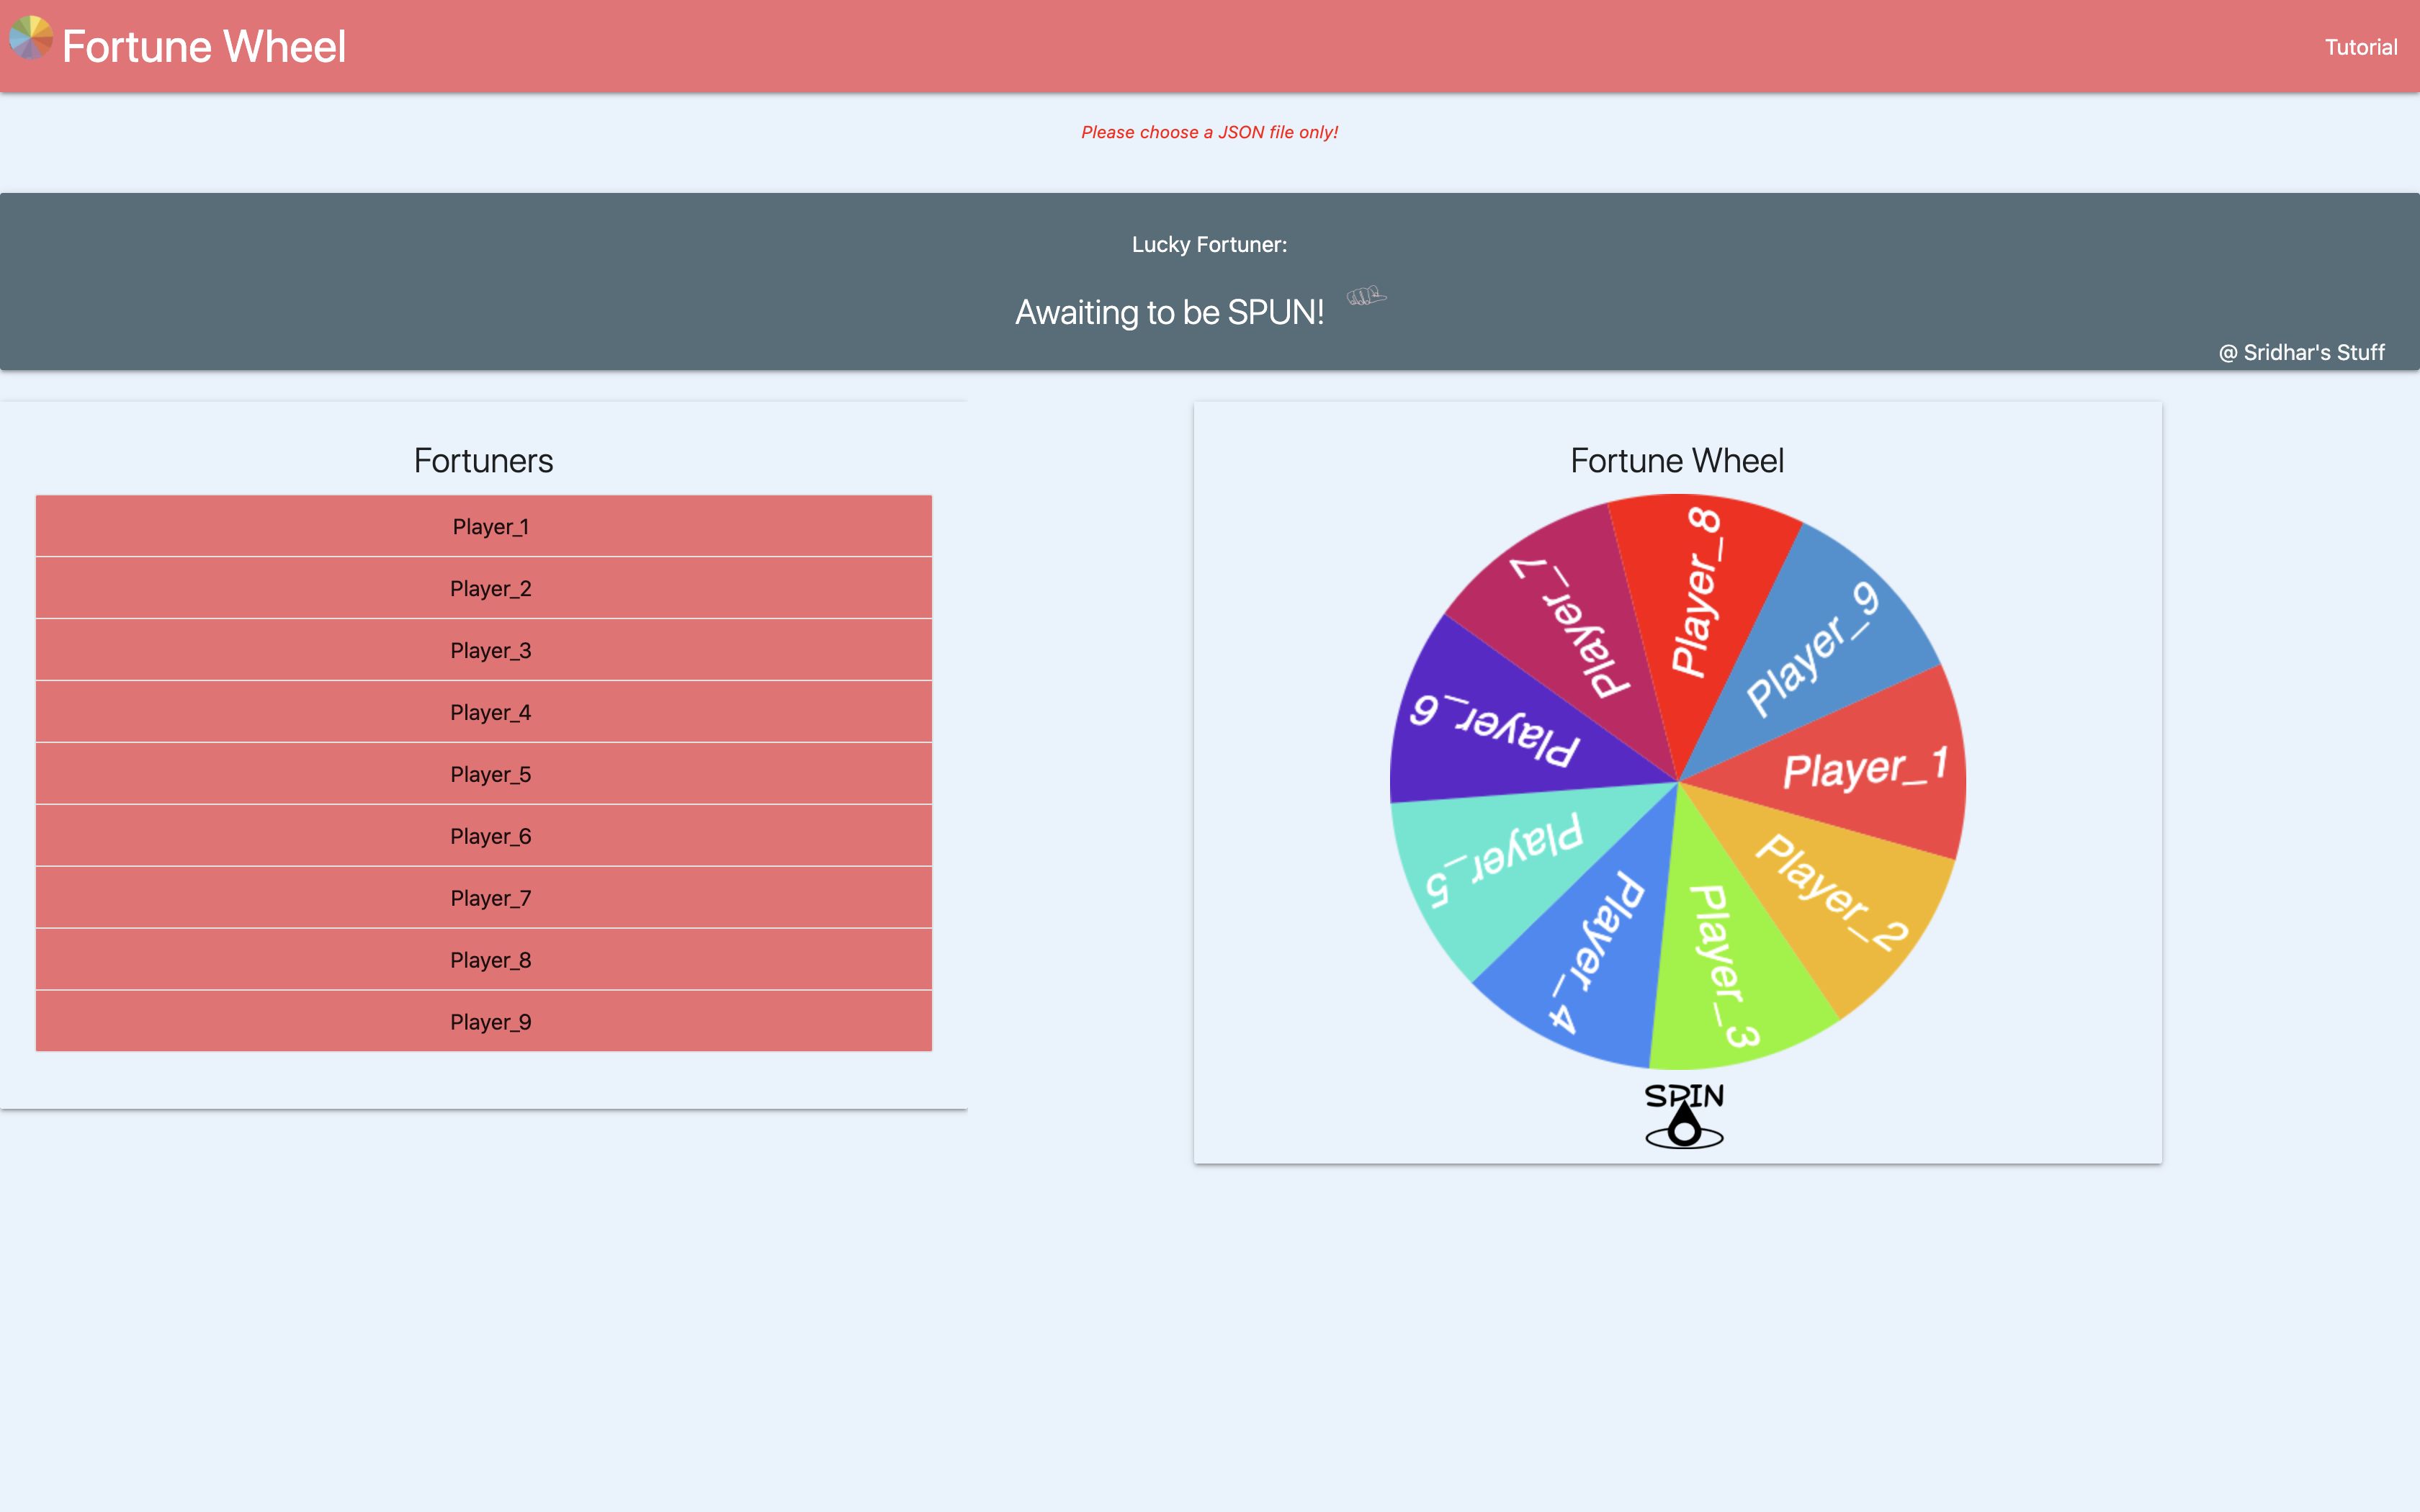 Fortune Wheel
Tutorial
Please choose a JSON file only!
Lucky Fortuner:
Awaiting to be SPUN!
@ Sridhar's Stuff
Fortuners
Player_1
Player_2
Player_3
Player_4
Player_5
Player_6
Player_7
Player_8
Player_9
Fortune Wheel
Player_8
Player_9
Player_1
Player_2
Player_3
Player_4
Player_5
Player_6
Player_7
SPIN